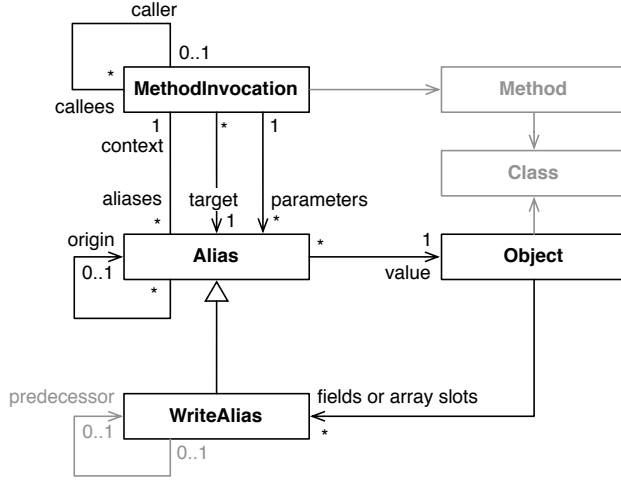 caller
0..1
*
MethodInvocation
Method
callees
1
*
1
context
Class
aliases
target
parameters
*
1
*
origin
*
1
0..1
Alias
Object
*
value
predecessor
fields or array slots
0..1
WriteAlias
*
0..1